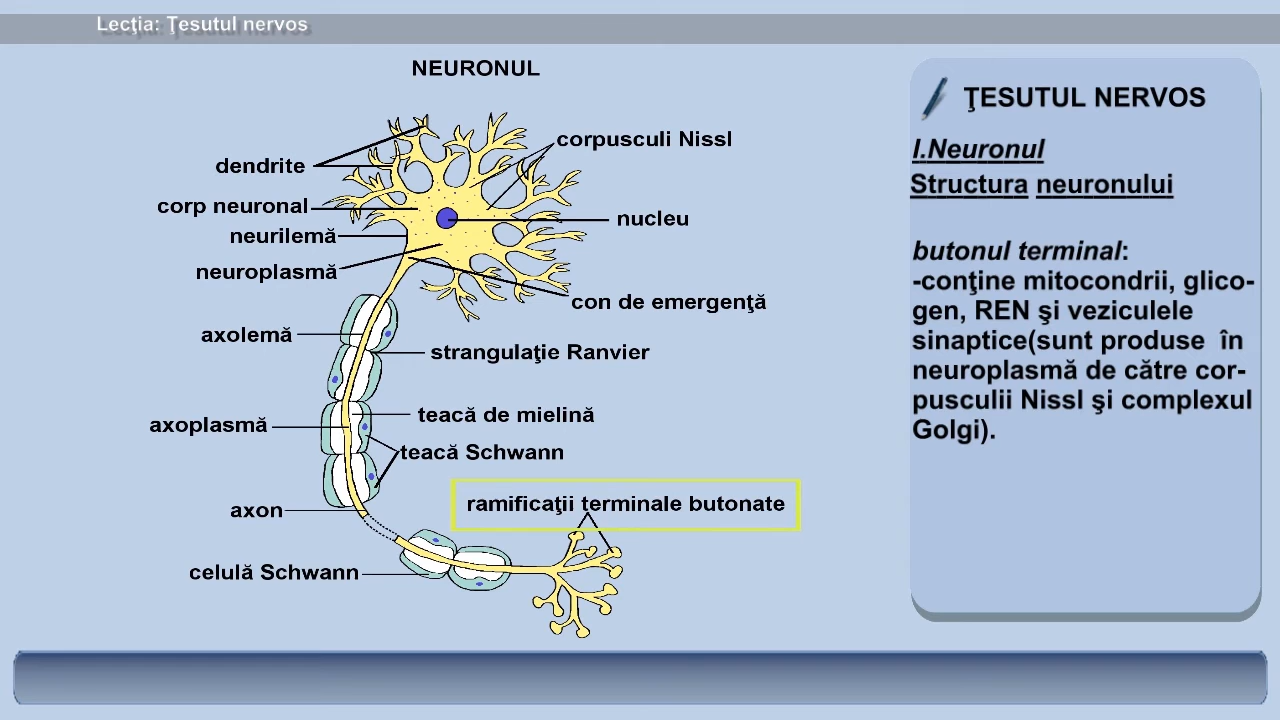 Lecţia: Ţesutul nervos
NEURONUL
dendrite
corpusculi Nissl
corp neuronal
nucleu
neurilemă
neuroplasmă
con de emergenţă
axolemă
strangulaţie Ranvier
teacă de mielină
axoplasmă
teacă Schwann
ramificaţii terminale butonate
axon
celulă Schwann
ŢESUTUL NERVOS
I.Neuronul
Structura neuronului
butonul terminal:
-conţine mitocondrii, glico-
gen, REN şi veziculele
sinaptice(sunt produse în
neuroplasmă de către cor-
pusculii Nissl şi complexul
Golgi).